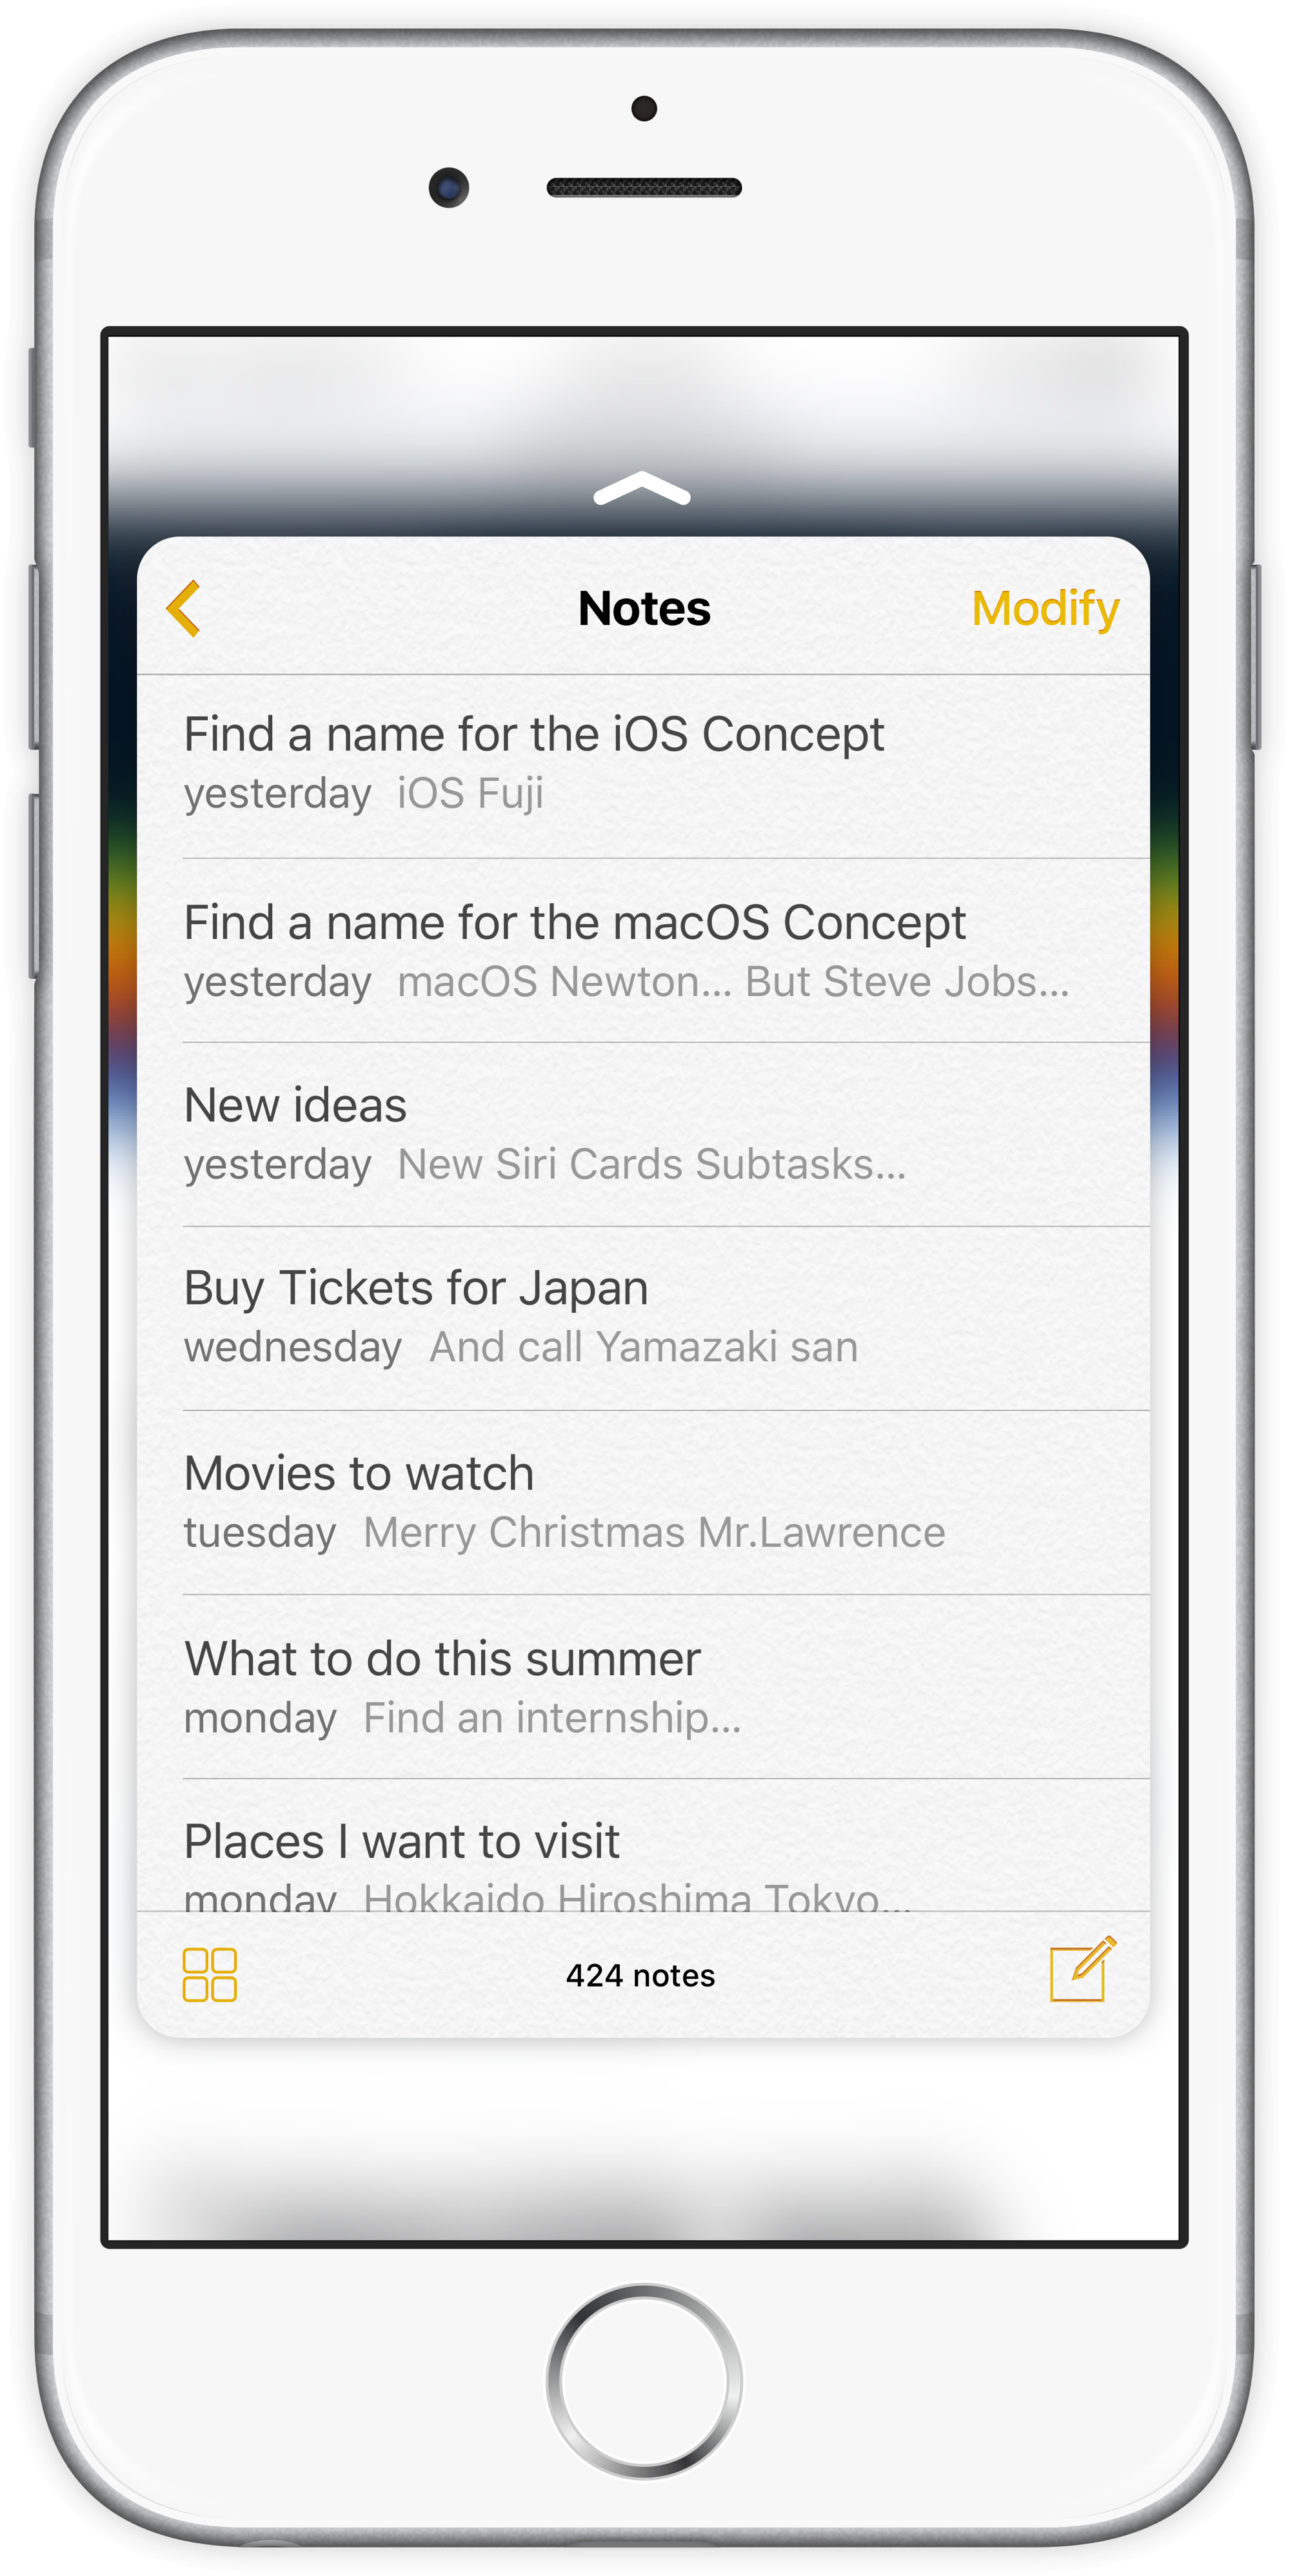 Notes
Modify
Find a name for the iOS Concept
yesterday iOS Fuji
Find a name for the macOS Concept
yesterday macOS Newton... But Steve Jobs...
New ideas
yesterday New Siri Cards Subtasks...
Buy Tickets for Japan
wednesday And call Yamazaki san
Movies to watch
tuesday Merry Christmas Mr.Lawrence
What to do this summer
monday Find an internship...
Places I want to visit
monday Hokkaido Hiroshima Tokyo...
424 notes